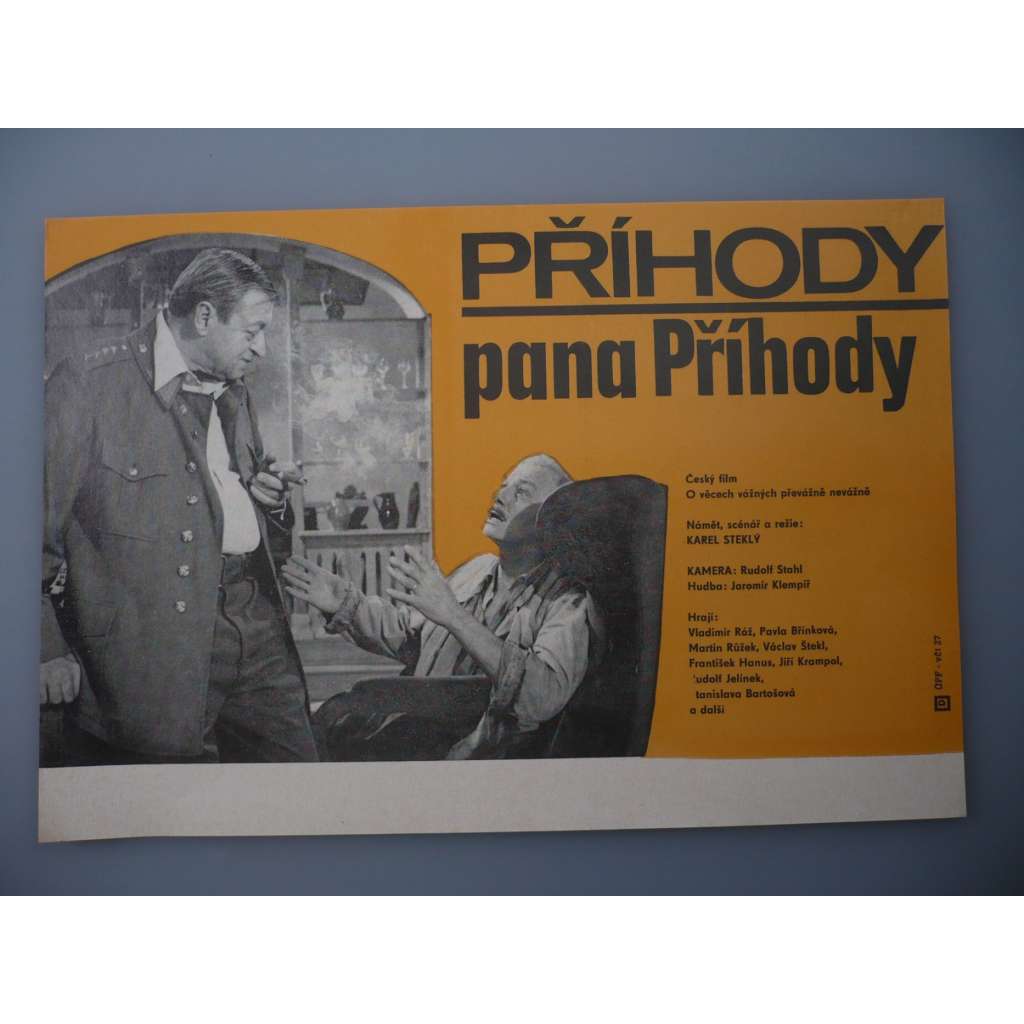 PŘÍHODY
pana Příhody
Český film
O věcech vážných převážně nevážně
Námět, scénář a režie:
KAREL STEKLÝ
KAMERA: Rudolf Stahl
Hudba: Jaromír Klempíř
Hrají:
Vladimír Ráž, Pavla Břínková,
Martin Růžek, Václav Štekl,
František Hanus, Jiří Krampol,
udolf Jelínek,
tanislava Bartošová
a další
ÚPF - VČT 27